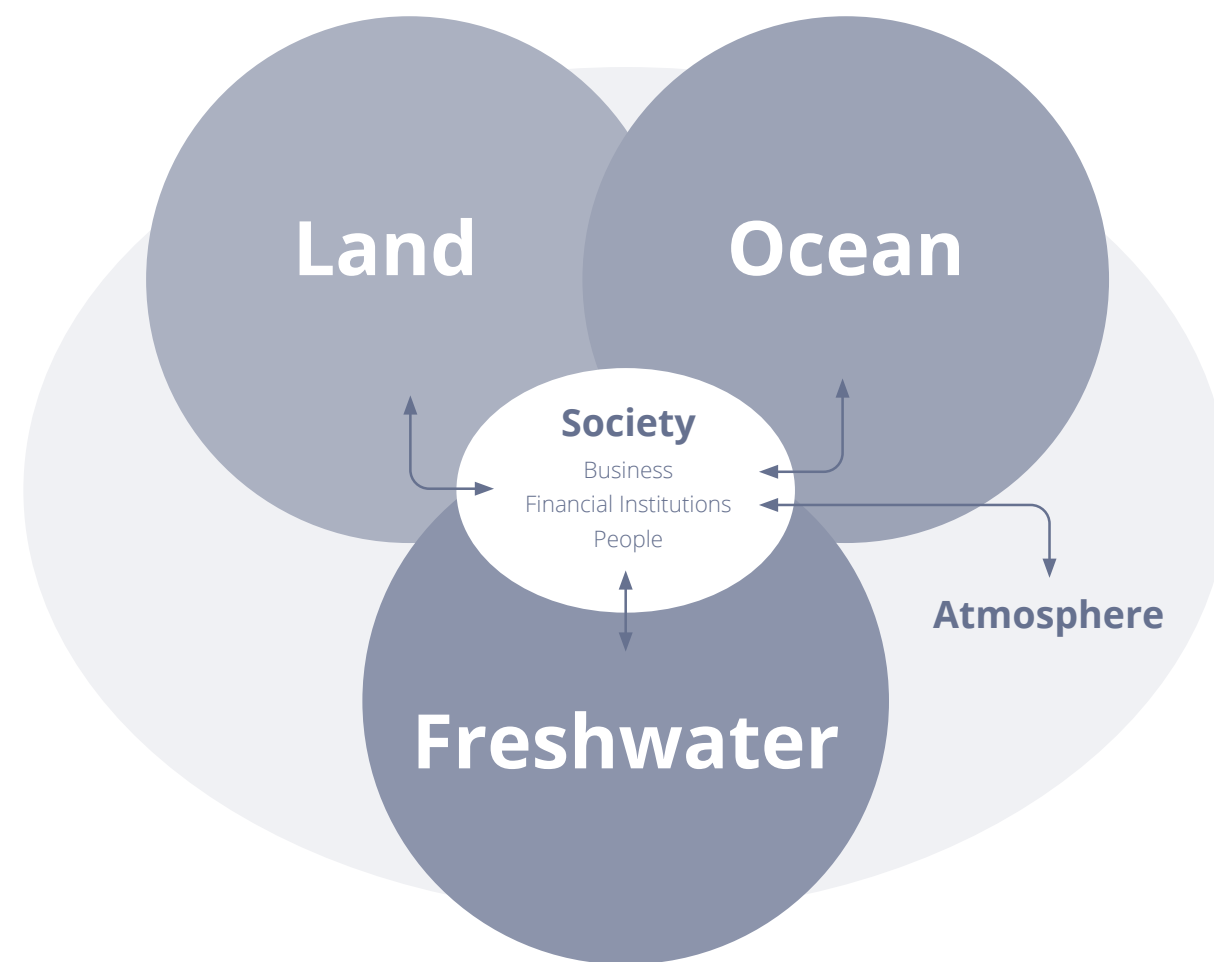 Land
Ocean
Society
Business
Financial Institutions
People
Atmosphere
Freshwater